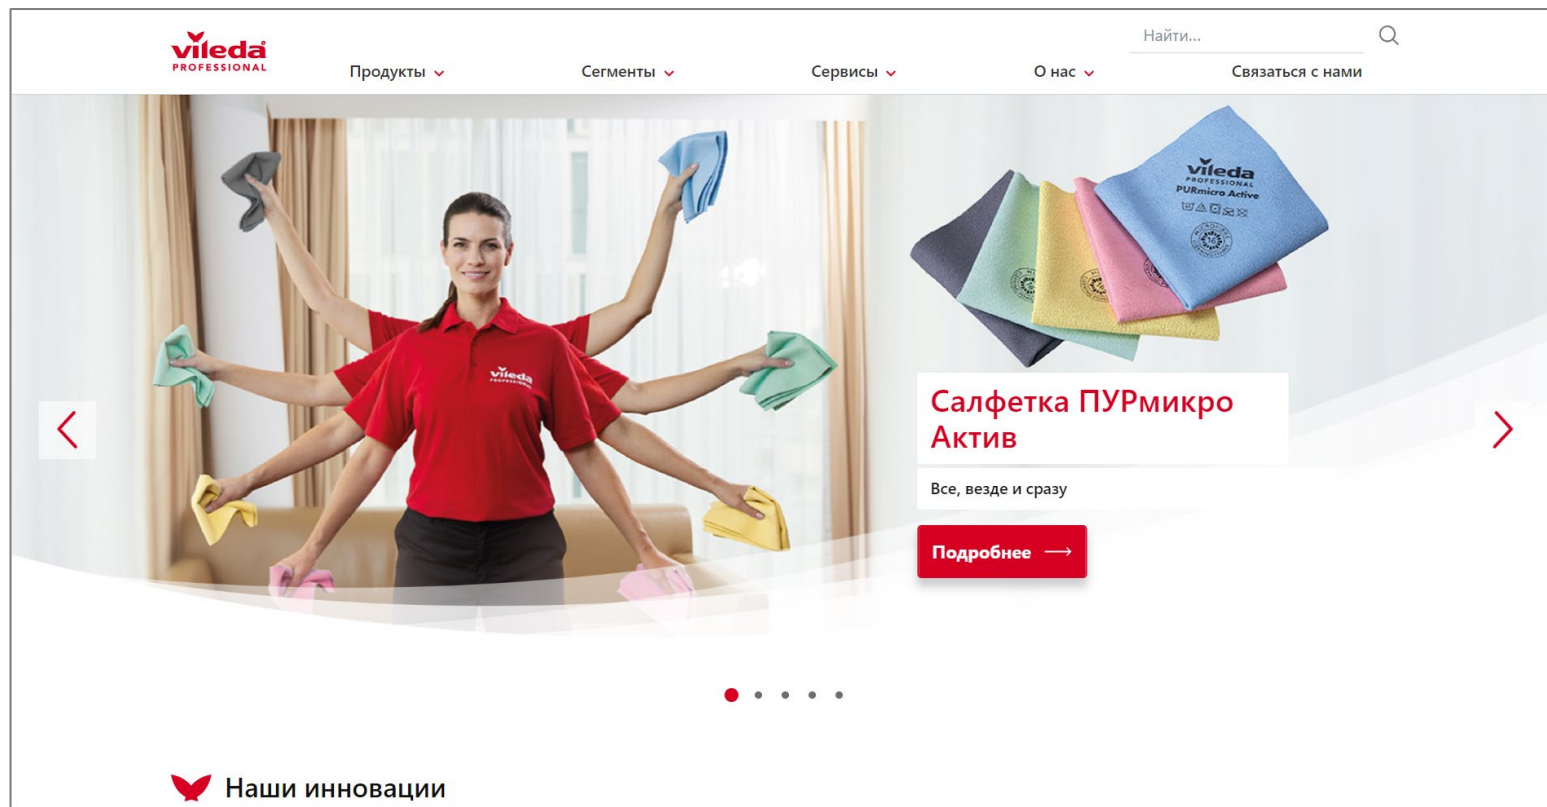 vileda
PROFESSIONAL
Найти...
Продукты
Сегменты
Сервисы
О нас
Связаться с нами
vileda
PROFESSIONAL
PURmicro Active
vileda
PROFESSIONAL
Салфетка ПУРмикро
Актив
Все, везде и сразу
Подробнее
Наши инновации